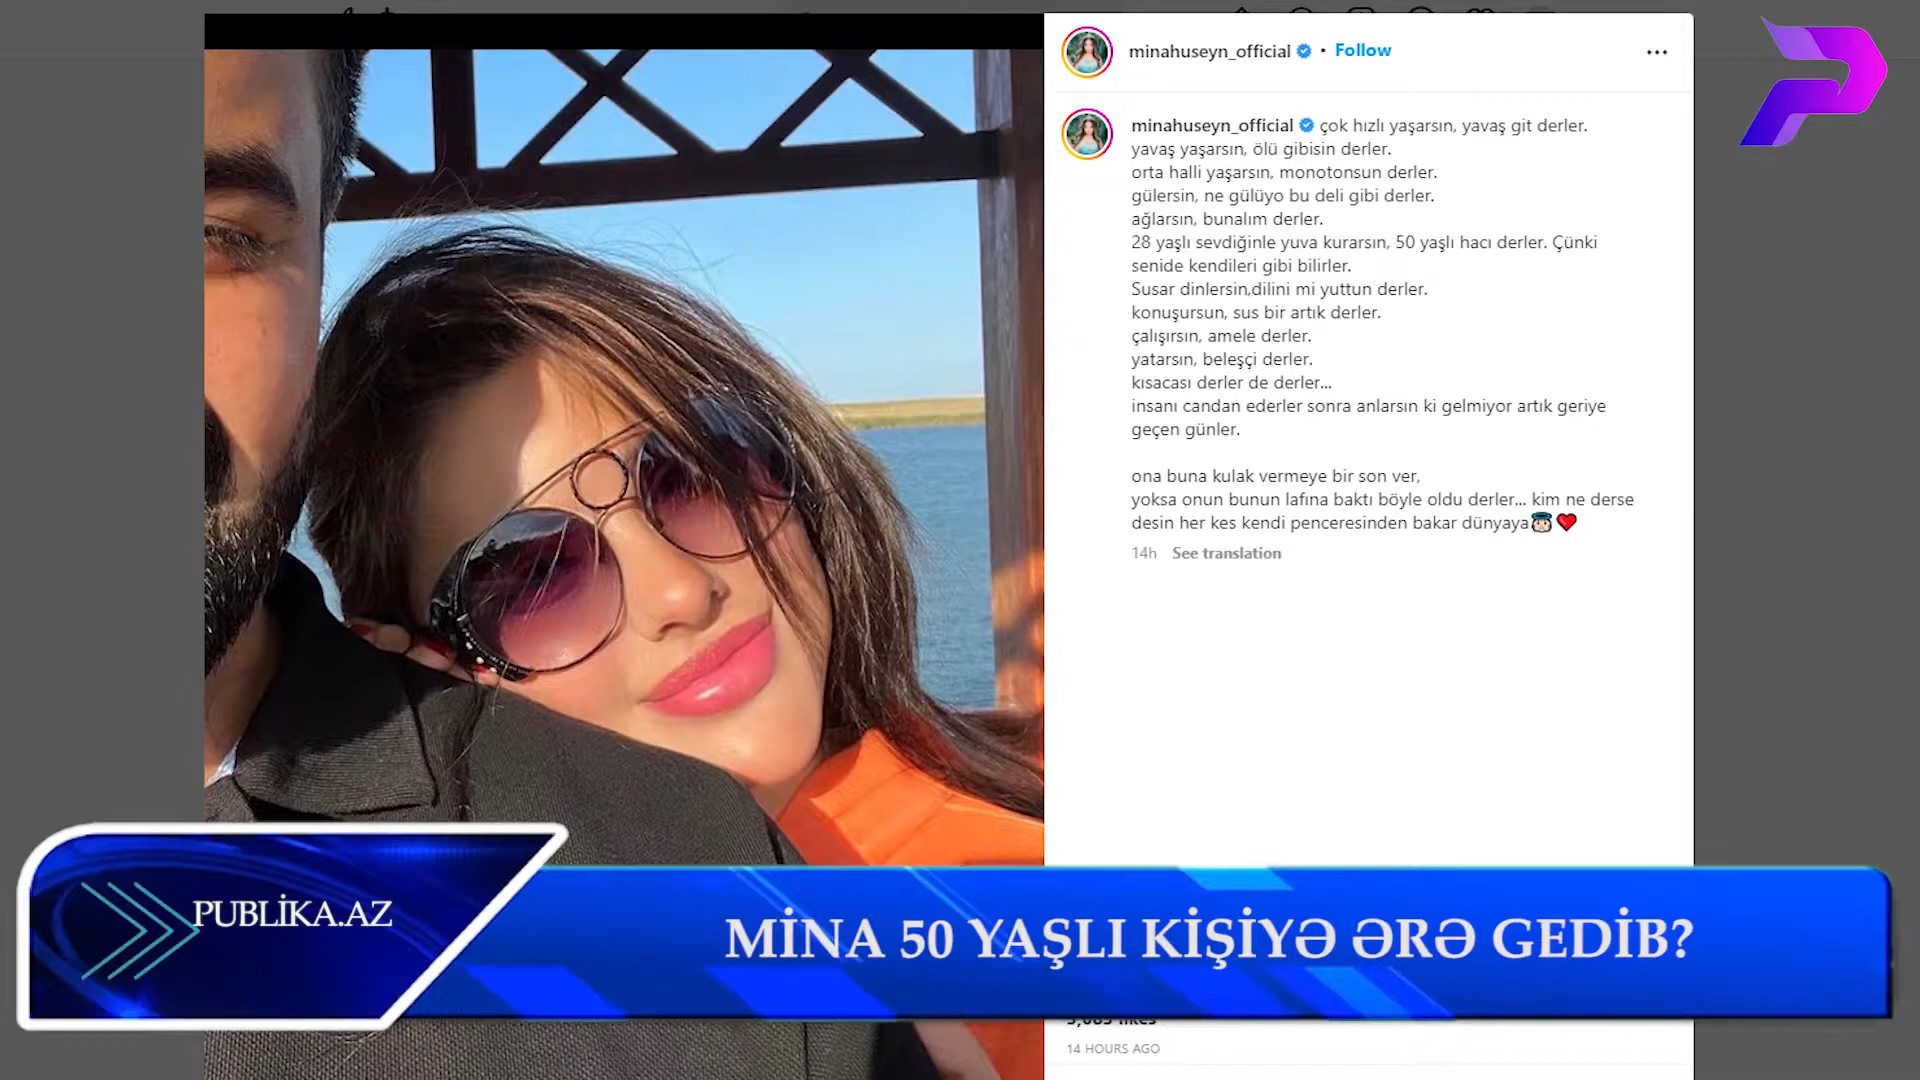 minahuseyn_official • Follow
minahuseyn_official çok hızlı yaşarsın, yavaş git derler.
yavaş yaşarsın, ölü gibisin derler.
orta halli yaşarsın, monotonsun derler.
gülersin, ne gülüyo bu deli gibi derler.
ağlarsın, bunalım derler.
28 yaşlı sevdiğinle yuva kurarsın, 50 yaşlı hacı derler. Çünki
senide kendileri gibi bilirler.
Susar dinlersin,dilini mi yuttun derler.
konuşursun, sus bir artık derler.
çalışırsın, amele derler.
yatarsın, beleşçi derler.
kısacası derler de derler...
insanı candan ederler sonra anlarsın ki gelmiyor artık geriye
geçen günler.
ona buna kulak vermeye bir son ver,
yoksa onun bunun lafına baktı böyle oldu derler... kim ne derse
desin her kes kendi penceresinden bakar dünyaya
14h See translation
PUBLİKA.AZ
MİNA 50 YAŞLI KİŞİYƏ ƏRƏ GEDİB?
14 HOURS AGO